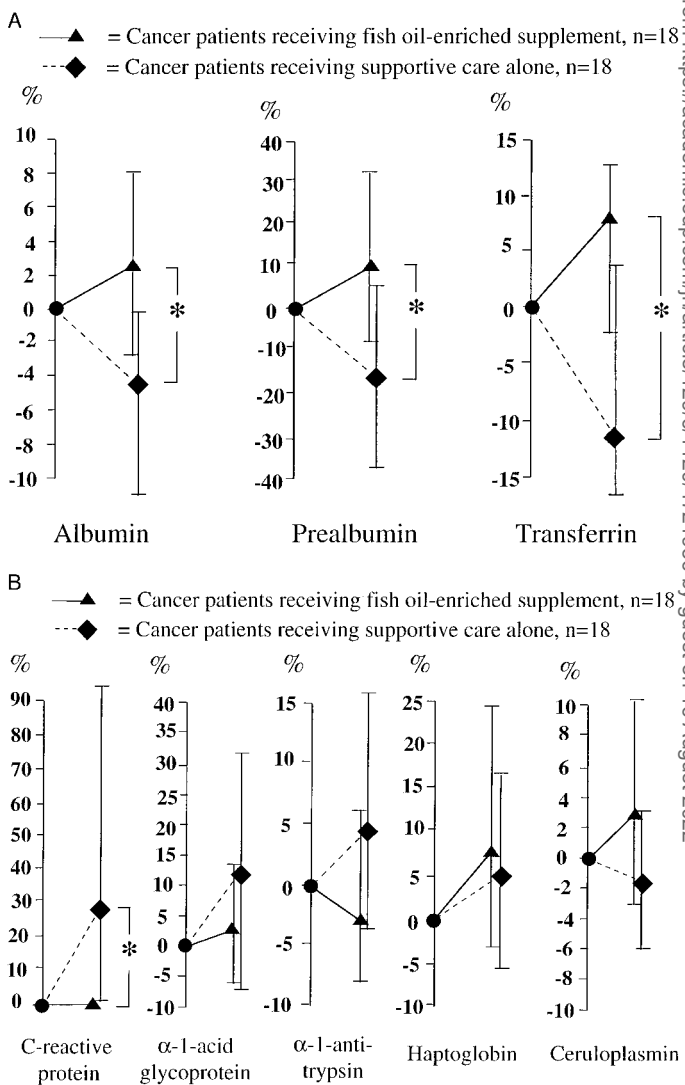 A
▲ = Cancer patients receiving fish oil-enriched supplement, n=18
◆ = Cancer patients receiving supportive care alone, n=18
% % %
10 8 6 4 2 0 -2 -4 -6 -8 -10
*
Albumin
40 30 20 10 0 -10 -20 -30 -40
*
Prealbumin
15 10 5 0 -5 -10 -15
*
Transferrin
B
▲ = Cancer patients receiving fish oil-enriched supplement, n=18
◆ = Cancer patients receiving supportive care alone, n=18
% % % % %
90 80 70 60 50 40 30 20 10 0
*
C-reactive
protein
40 35 30 25 20 15 10 5 0 -5 -10
α-1-acid
glycoprotein
15 10 5 0 -5 -10
α-1-anti-
trypsin
25 20 15 10 5 0 -5 -10
Haptoglobin
10 8 6 4 2 0 -2 -4 -6 -8 -10
Ceruloplasmin